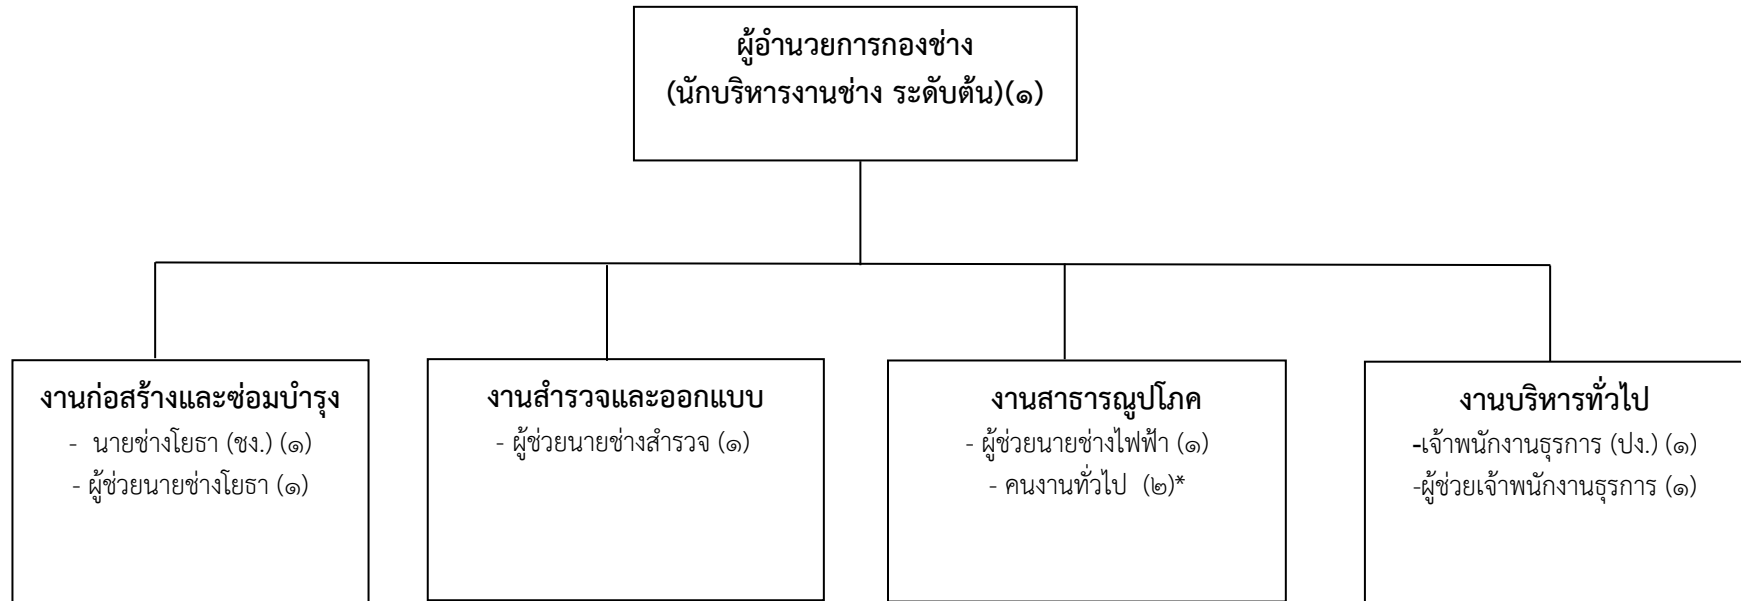 ผู้อำนวยการกองช่าง
(นักบริหารงานช่าง ระดับต้น)(๑)
งานก่อสร้างและซ่อมบำรุง
- นายช่างโยธา (ชง.) (๑)
- ผู้ช่วยนายช่างโยธา (๑)
งานสำรวจและออกแบบ
- ผู้ช่วยนายช่างสำรวจ (๑)
งานสาธารณูปโภค
- ผู้ช่วยนายช่างไฟฟ้า (๑)
- คนงานทั่วไป (๒)*
งานบริหารทั่วไป
-เจ้าพนักงานธุรการ (ปง.) (๑)
-ผู้ช่วยเจ้าพนักงานธุรการ (๑)